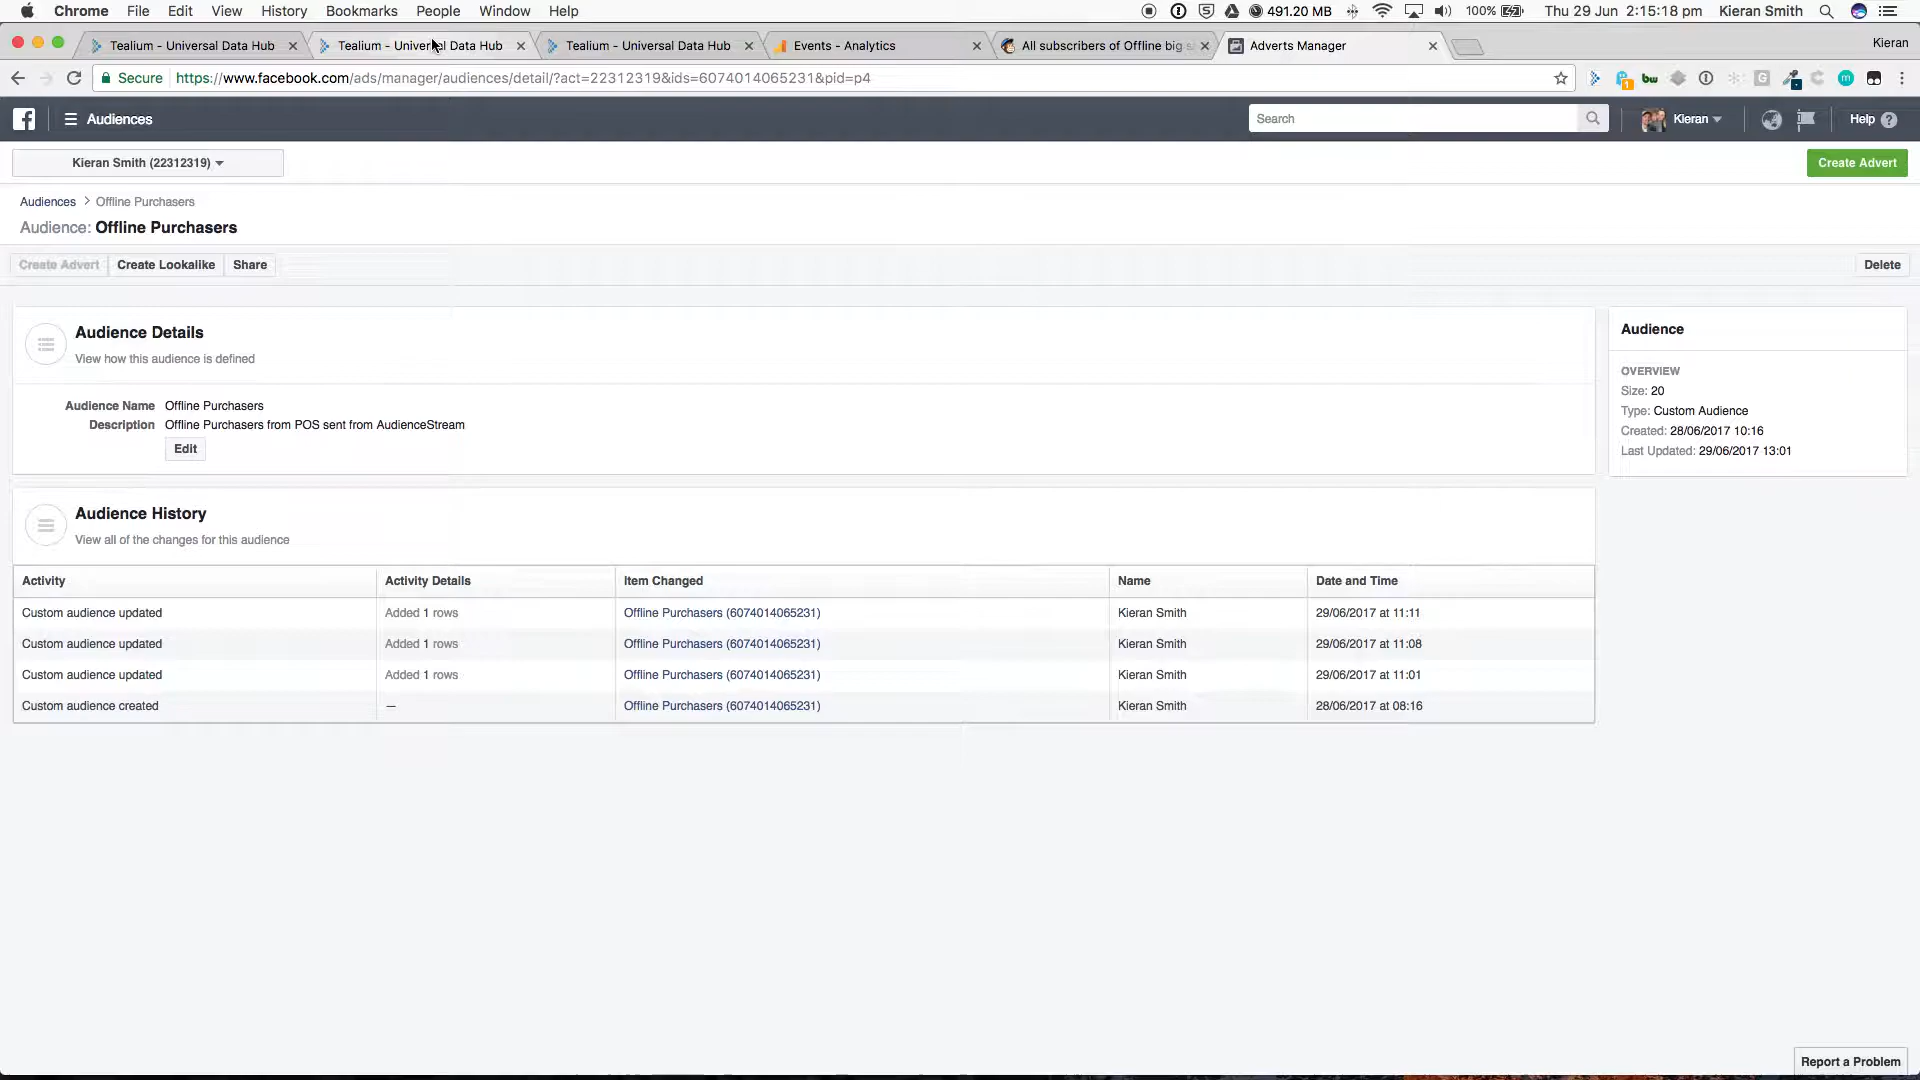 Chrome File Edit View History Bookmarks People Window Help 491.20 MB 100% Thu 29 Jun 2:15:18 pm Kieran Smith
Tealium - Universal Data Hub Tealium - Universal Data Hub Tealium - Universal Data Hub Events - Analytics All subscribers of Offline big Adverts Manager Kieran
Secure https://www.facebook.com/ads/manager/audiences/detail/?act=22312319&ids=6074014065231&pid=p4
Audiences Search Kieran Help
Kieran Smith (22312319) Create Advert
Audiences > Offline Purchasers
Audience: Offline Purchasers
Create Advert Create Lookalike Share Delete
Audience Details
View how this audience is defined
Audience Name Offline Purchasers
Description Offline Purchasers from POS sent from AudienceStream
Edit
Audience
OVERVIEW
Size: 20
Type: Custom Audience
Created: 28/06/2017 10:16
Last Updated: 29/06/2017 13:01
Audience History
View all of the changes for this audience
Activity Activity Details Item Changed Name Date and Time
Custom audience updated Added 1 rows Offline Purchasers (6074014065231) Kieran Smith 29/06/2017 at 11:11
Custom audience updated Added 1 rows Offline Purchasers (6074014065231) Kieran Smith 29/06/2017 at 11:08
Custom audience updated Added 1 rows Offline Purchasers (6074014065231) Kieran Smith 29/06/2017 at 11:01
Custom audience created — Offline Purchasers (6074014065231) Kieran Smith 28/06/2017 at 08:16
Report a Problem